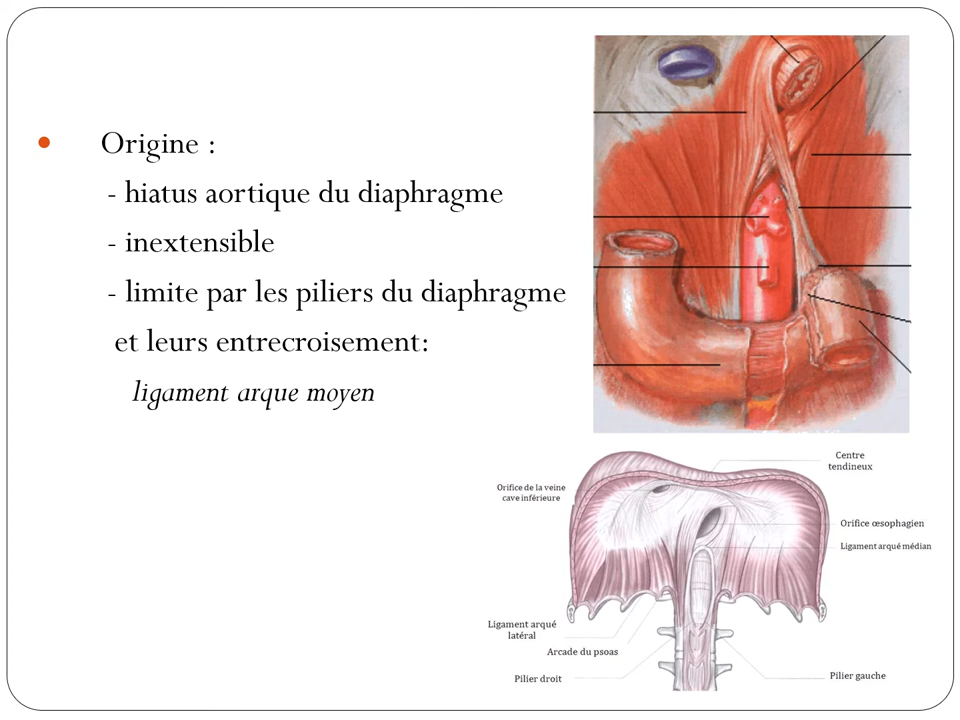 Origine :
- hiatus aortique du diaphragme
- inextensible
- limite par les piliers du diaphragme
et leurs entrecroisement:
ligament arque moyen
Centre
tendineux
Orifice de la veine
cave inférieure
Orifice œsophagien
Ligament arqué médian
Ligament arqué
latéral
Arcade du psoas
Pilier droit
Pilier gauche